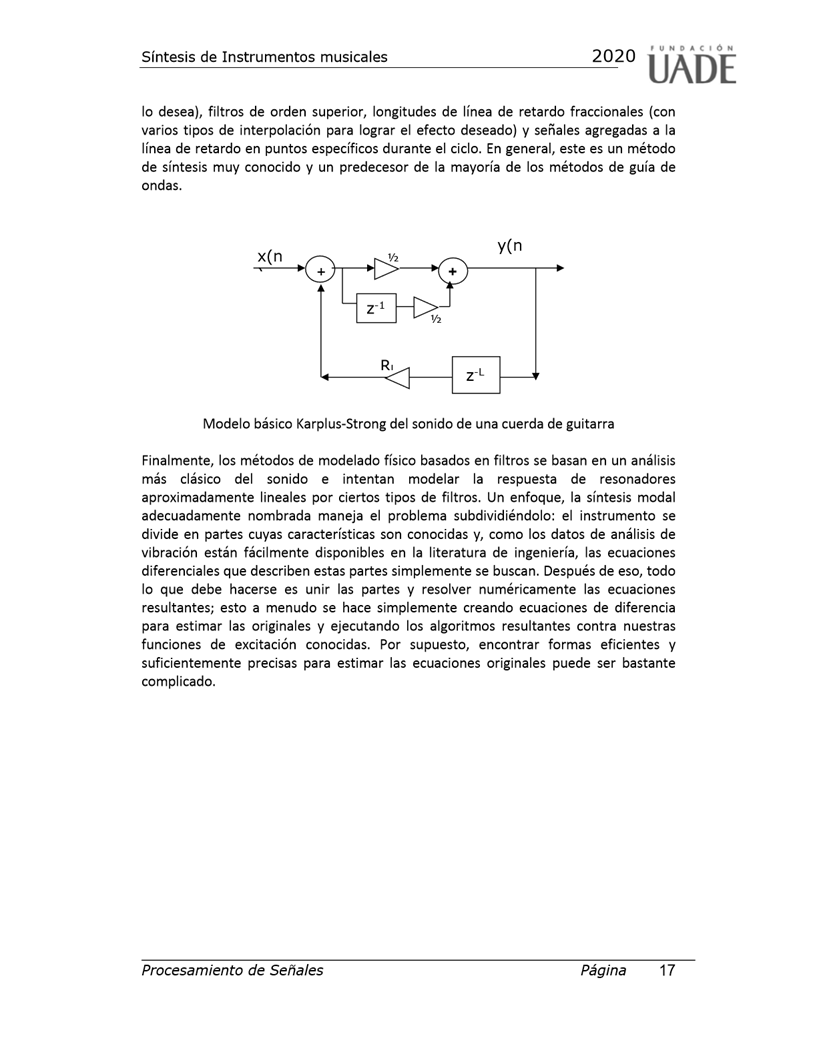 Síntesis de Instrumentos musicales 2020 FUNDACIÓN
UADE
lo desea), filtros de orden superior, longitudes de línea de retardo fraccionales (con
varios tipos de interpolación para lograr el efecto deseado) y señales agregadas a la
línea de retardo en puntos específicos durante el ciclo. En general, este es un método
de síntesis muy conocido y un predecesor de la mayoría de los métodos de guía de
ondas.
x(n
y(n
½
+
+
z-1
½
Rl
z-L
Modelo básico Karplus-Strong del sonido de una cuerda de guitarra
Finalmente, los métodos de modelado físico basados en filtros se basan en un análisis
más clásico del sonido e intentan modelar la respuesta de resonadores
aproximadamente lineales por ciertos tipos de filtros. Un enfoque, la síntesis modal
adecuadamente nombrada maneja el problema subdividiéndolo: el instrumento se
divide en partes cuyas características son conocidas y, como los datos de análisis de
vibración están fácilmente disponibles en la literatura de ingeniería, las ecuaciones
diferenciales que describen estas partes simplemente se buscan. Después de eso, todo
lo que debe hacerse es unir las partes y resolver numéricamente las ecuaciones
resultantes; esto a menudo se hace simplemente creando ecuaciones de diferencia
para estimar las originales y ejecutando los algoritmos resultantes contra nuestras
funciones de excitación conocidas. Por supuesto, encontrar formas eficientes y
suficientemente precisas para estimar las ecuaciones originales puede ser bastante
complicado.
Procesamiento de Señales Página 17